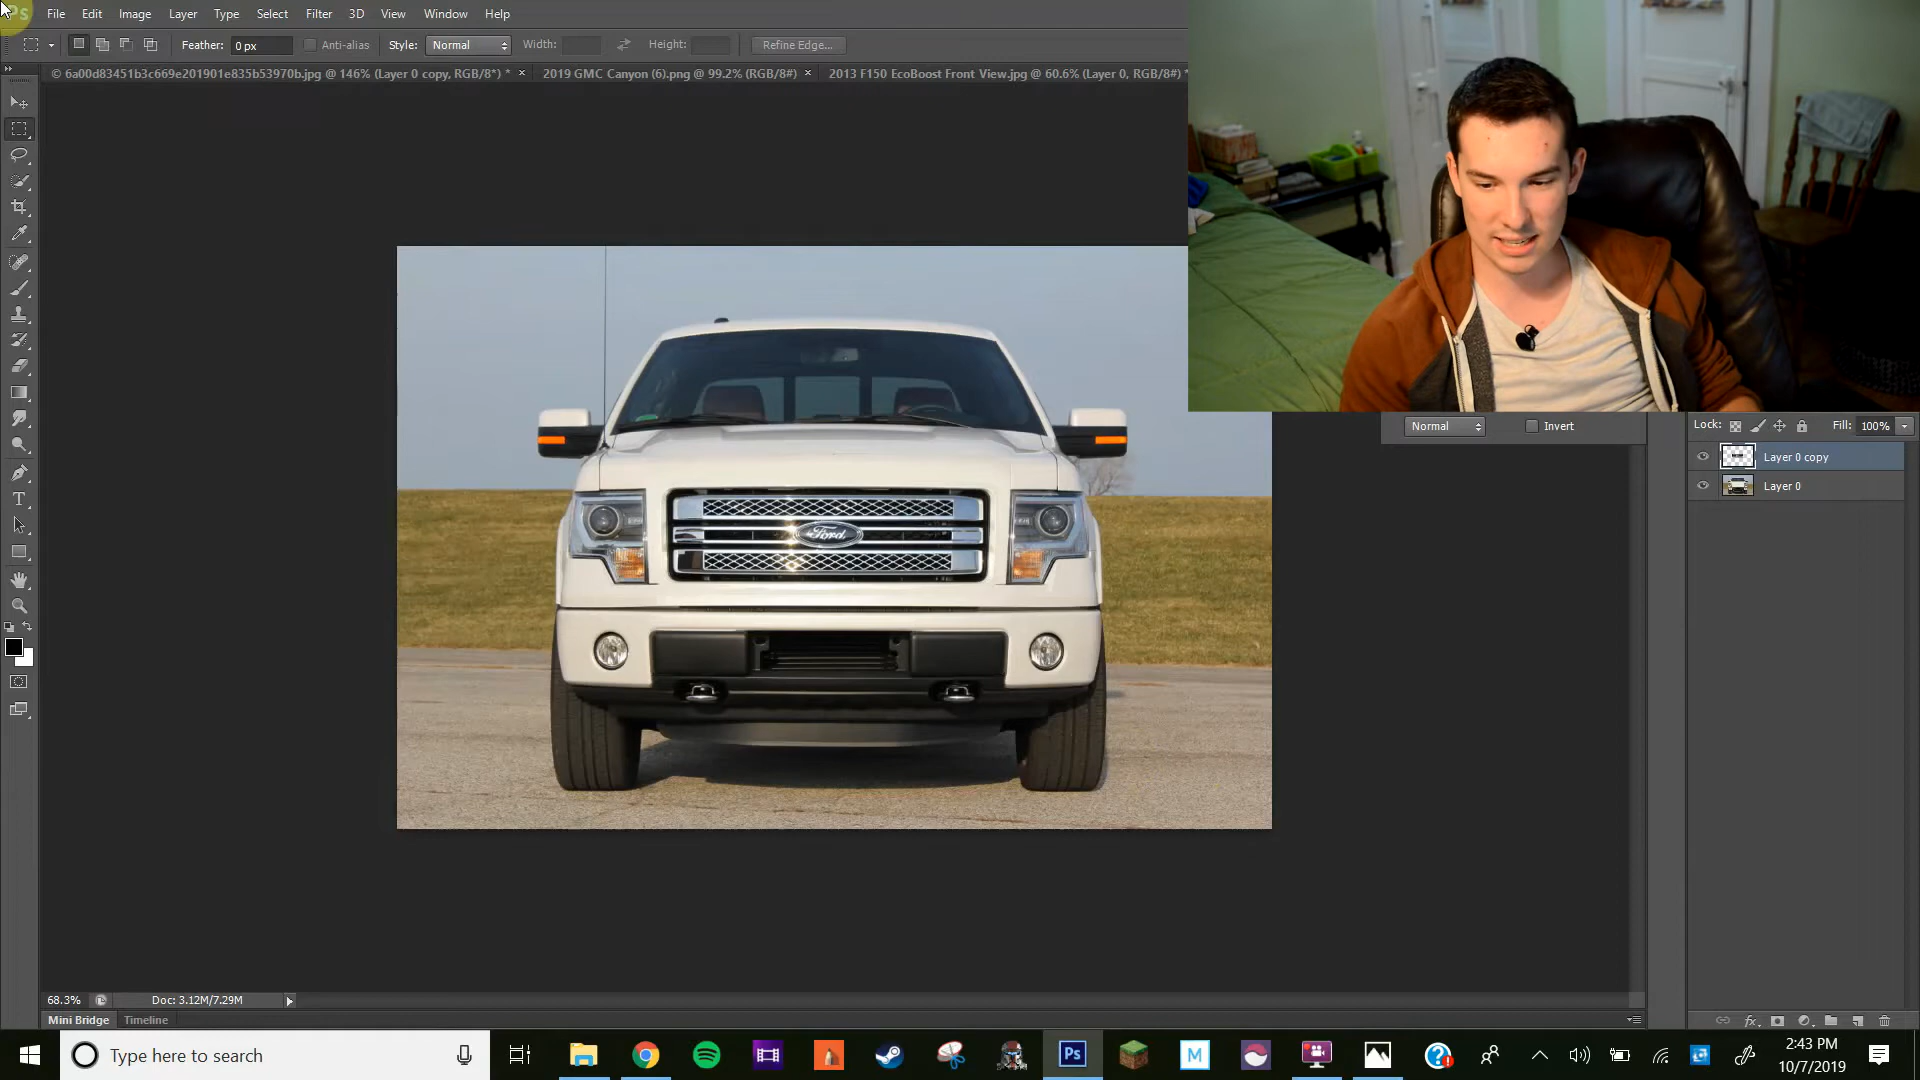 Ps File Edit Image Layer Type Select Filter 3D View Window Help
Feather: 0 px Anti-alias Style: Normal Width: Height: Refine Edge...
© 6a00d83451b3c669e201901e835b53970b.jpg @ 146% (Layer 0 copy, RGB/8*) * × 2019 GMC Canyon (6).png @ 99.2% (RGB/8#) × 2013 F150 EcoBoost Front View.jpg @ 60.6% (Layer 0, RGB/8#) *
Normal Invert
Lock: Fill: 100%
Layer 0 copy
Layer 0
Ford
68.3% Doc: 3.12M/7.29M
Mini Bridge Timeline
Type here to search
Ps
M
2:43 PM
10/7/2019